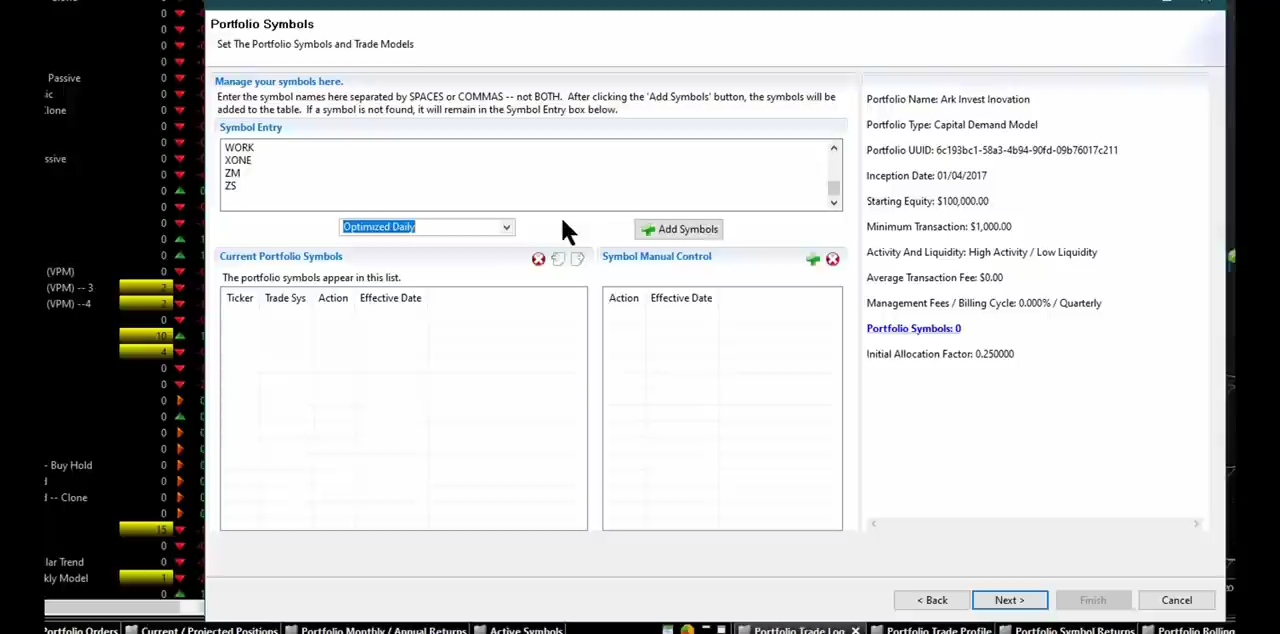 Portfolio Symbols
Set The Portfolio Symbols and Trade Models
Manage your symbols here.
Enter the symbol names here separated by SPACES or COMMAS -- not BOTH. After clicking the 'Add Symbols' button, the symbols will be
added to the table. If a symbol is not found, it will remain in the Symbol Entry box below.
Symbol Entry
WORK
XONE
ZM
ZS
Optimized Daily
Add Symbols
Current Portfolio Symbols
The portfolio symbols appear in this list.
Ticker Trade Sys Action Effective Date
Symbol Manual Control
Action Effective Date
Portfolio Name: Ark Invest Inovation
Portfolio Type: Capital Demand Model
Portfolio UUID: 6c193bc1-58a3-4b94-90fd-09b76017c211
Inception Date: 01/04/2017
Starting Equity: $100,000.00
Minimum Transaction: $1,000.00
Activity And Liquidity: High Activity / Low Liquidity
Average Transaction Fee: $0.00
Management Fees / Billing Cycle: 0.000% / Quarterly
Portfolio Symbols: 0
Initial Allocation Factor: 0.250000
< Back Next > Finish Cancel
Passive
(VPM)
(VPM) -- 3
(VPM) --4
10
4
- Buy Hold
-- Clone
15
Portfolio Orders Current / Projected Positions Portfolio Monthly / Annual Returns Active Symbols Portfolio Trade Log Portfolio Trade Profile Portfolio Symbol Returns Portfolio Rolling